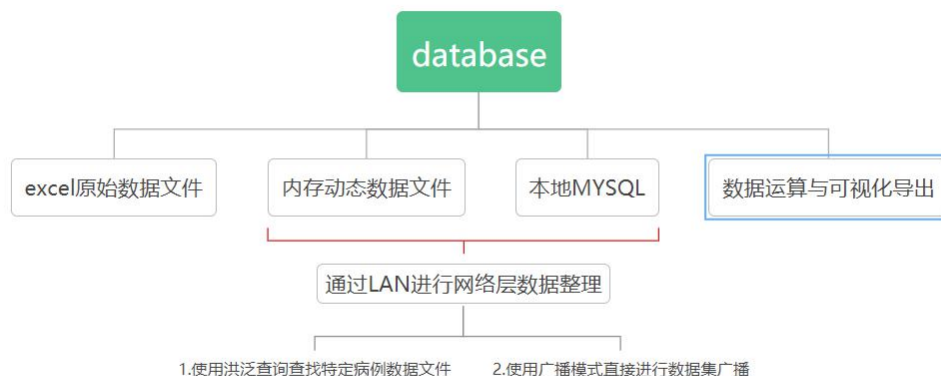 database
excel原始数据文件
内存动态数据文件
本地MYSQL
数据运算与可视化导出
通过LAN进行网络层数据整理
1.使用洪泛查询查找特定病例数据文件
2.使用广播模式直接进行数据集广播